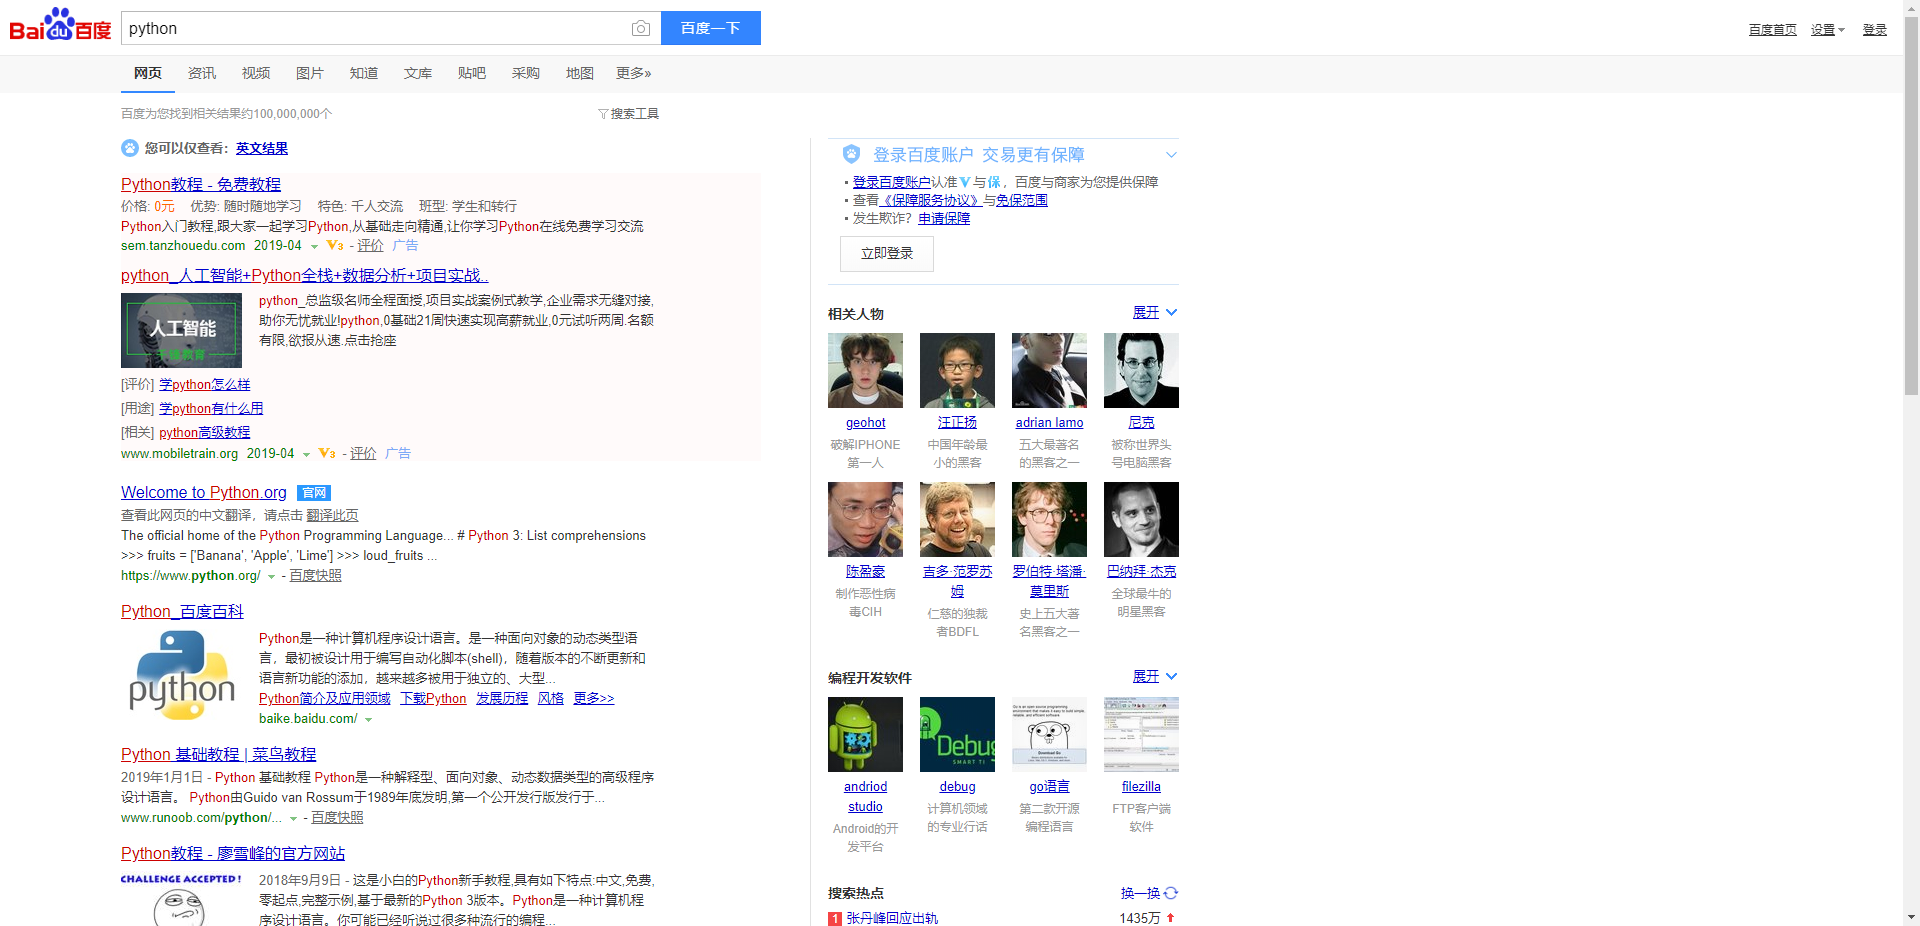 Bai du 百度
python
百度一下
百度首页 设置 登录
网页 资讯 视频 图片 知道 文库 贴吧 采购 地图 更多»
百度为您找到相关结果约100,000,000个
搜索工具
您可以仅查看：英文结果
Python教程 - 免费教程
价格: 0元 优势: 随时随地学习 特色: 千人交流 班型: 学生和转行
Python入门教程,跟大家一起学习Python,从基础走向精通,让你学习Python在线免费学习交流
sem.tanzhouedu.com 2019-04 V3 - 评价 广告
python_人工智能+Python全栈+数据分析+项目实战..
人工智能
千锋教育
python_总监级名师全程面授,项目实战案例式教学,企业需求无缝对接,
助你无忧就业!python,0基础21周快速实现高薪就业,0元试听两周.名额
有限,欲报从速.点击抢座
[评价] 学python怎么样
[用途] 学python有什么用
[相关] python高级教程
www.mobiletrain.org 2019-04 V3 - 评价 广告
Welcome to Python.org 官网
查看此网页的中文翻译，请点击 翻译此页
The official home of the Python Programming Language... # Python 3: List comprehensions
>>> fruits = ['Banana', 'Apple', 'Lime'] >>> loud_fruits ...
https://www.python.org/ - 百度快照
Python_百度百科
python
Python是一种计算机程序设计语言。是一种面向对象的动态类型语
言，最初被设计用于编写自动化脚本(shell)，随着版本的不断更新和
语言新功能的添加，越来越多被用于独立的、大型...
Python简介及应用领域 下载Python 发展历程 风格 更多>>
baike.baidu.com/
Python 基础教程 | 菜鸟教程
2019年1月1日 - Python 基础教程 Python是一种解释型、面向对象、动态数据类型的高级程序
设计语言。 Python由Guido van Rossum于1989年底发明,第一个公开发行版发行于...
www.runoob.com/python/... - 百度快照
Python教程 - 廖雪峰的官方网站
CHALLENGE ACCEPTED!
2018年9月9日 - 这是小白的Python新手教程,具有如下特点:中文,免费,
零起点,完整示例,基于最新的Python 3版本。Python是一种计算机程
序设计语言。你可能已经听说过很多种流行的编程...
登录百度账户 交易更有保障
登录百度账户认准V与保，百度与商家为您提供保障
查看《保障服务协议》与免保范围
发生欺诈？申请保障
立即登录
相关人物 展开
geohot 汪正扬 adrian lamo 尼克
破解IPHONE 中国年龄最 五大最著名 被称世界头
第一人 小的黑客 的黑客之一 号电脑黑客
陈盈豪 吉多·范罗苏 罗伯特·塔潘· 巴纳拜·杰克
姆 莫里斯
制作恶性病 仁慈的独裁 史上五大著 全球最牛的
毒CIH 者BDFL 名黑客之一 明星黑客
编程开发软件 展开
Debug
SMART TI
andriod debug go语言 filezilla
studio
Android的开 计算机领域 第二款开源 FTP客户端
发平台 的专业行话 编程语言 软件
搜索热点 换一换
1 张丹峰回应出轨 1435万